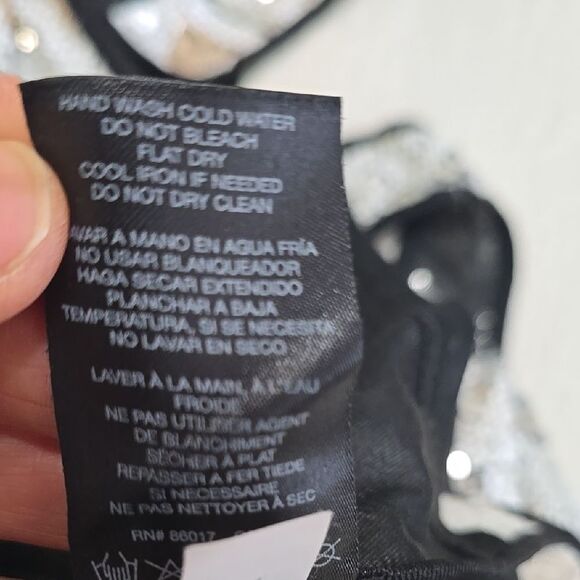 HAND WASH COLD WATER
DO NOT BLEACH
FLAT DRY
COOL IRON IF NEEDED
DO NOT DRY CLEAN
LAVAR A MANO EN AGUA FRÍA
NO USAR BLANQUEADOR
HAGA SECAR EXTENDIDO
PLANCHAR A BAJA
TEMPERATURA, SI SE NECESITA
NO LAVAR EN SECO
LAVER À LA MAIN, À L'EAU
FROIDE
NE PAS UTILISER AGENT
DE BLANCHIMENT
SÉCHER À PLAT
REPASSER A FER TIEDE
SI NECESSAIRE
NE PAS NETTOYER À SEC
RN# 86017